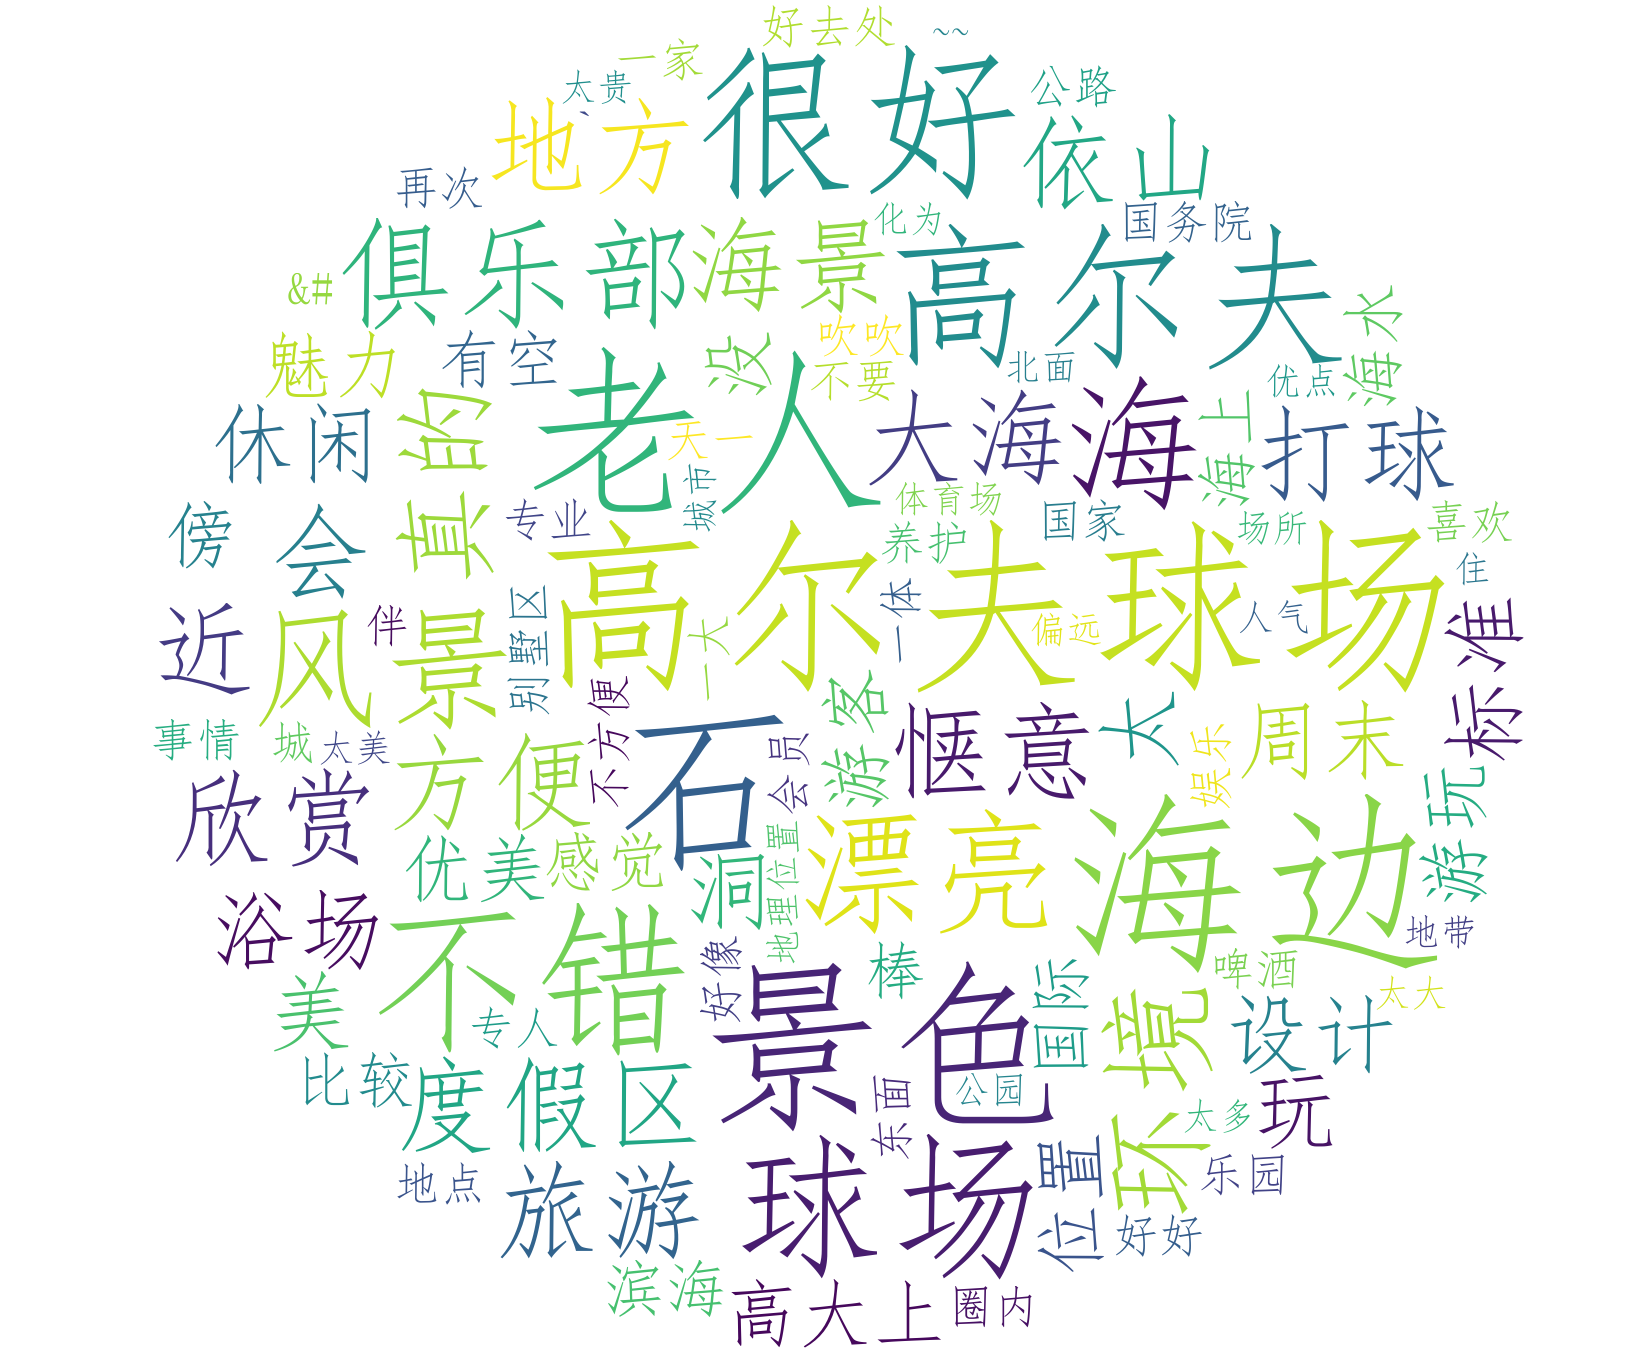 好去处
~~
一家
太贵
很好
公路
地方
`
依山
再次
国务院
化为
俱乐部
海景
高尔夫
&#
海水
魅力
有空
没
吹吹
不要
北面
优点
老人
大海
海
海上
打球
休闲
真的
天一
城市
傍
会
专业
体育场
养护
国家
场所
喜欢
住
高尔夫球场
近
风景
伴
别墅区
一大
一体
偏远
人气
标准
事情
城
太美
不方便
会员
游客
惬意
大
娱乐
周末
欣赏
方便
石
优美
感觉
洞
地理位置
漂亮
海边
游玩
浴场
不错
好像
棒
国际
啤酒
地带
美
专人
景色
环境
设计
太大
比较
度假区
东面
公园
太多
玩
地点
旅游
球场
位置
好好
乐园
滨海
高大上
圈内